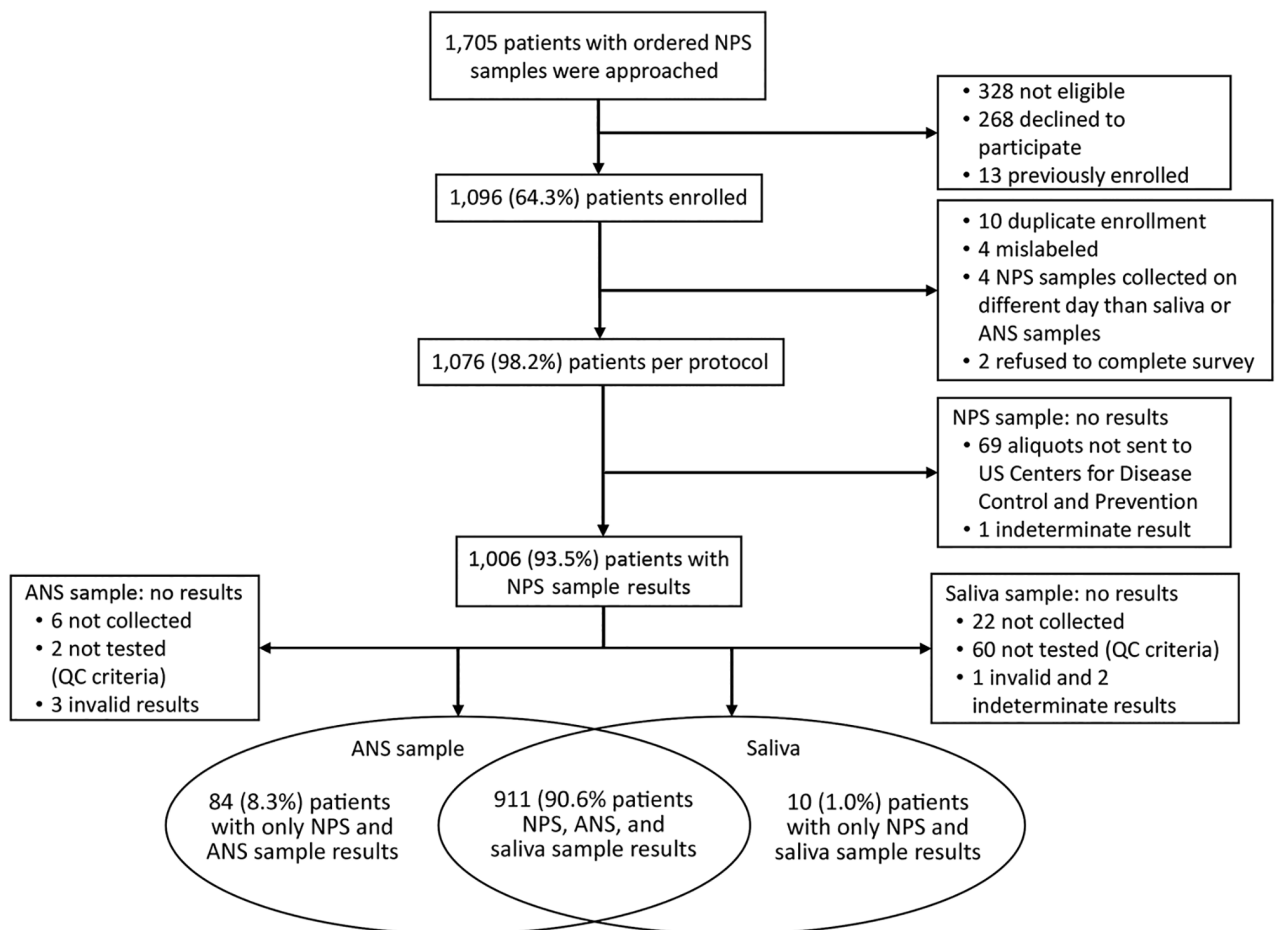 1,705 patients with ordered NPS
samples were approached
• 328 not eligible
• 268 declined to
participate
• 13 previously enrolled
1,096 (64.3%) patients enrolled
• 10 duplicate enrollment
• 4 mislabeled
• 4 NPS samples collected on
different day than saliva or
ANS samples
• 2 refused to complete survey
1,076 (98.2%) patients per protocol
NPS sample: no results
• 69 aliquots not sent to
US Centers for Disease
Control and Prevention
• 1 indeterminate result
1,006 (93.5%) patients with
NPS sample results
ANS sample: no results
• 6 not collected
• 2 not tested
(QC criteria)
• 3 invalid results
Saliva sample: no results
• 22 not collected
• 60 not tested (QC criteria)
• 1 invalid and 2
indeterminate results
ANS sample
84 (8.3%) patients
with only NPS and
ANS sample results
911 (90.6% patients
NPS, ANS, and
saliva sample results
Saliva
10 (1.0%) patients
with only NPS and
saliva sample results